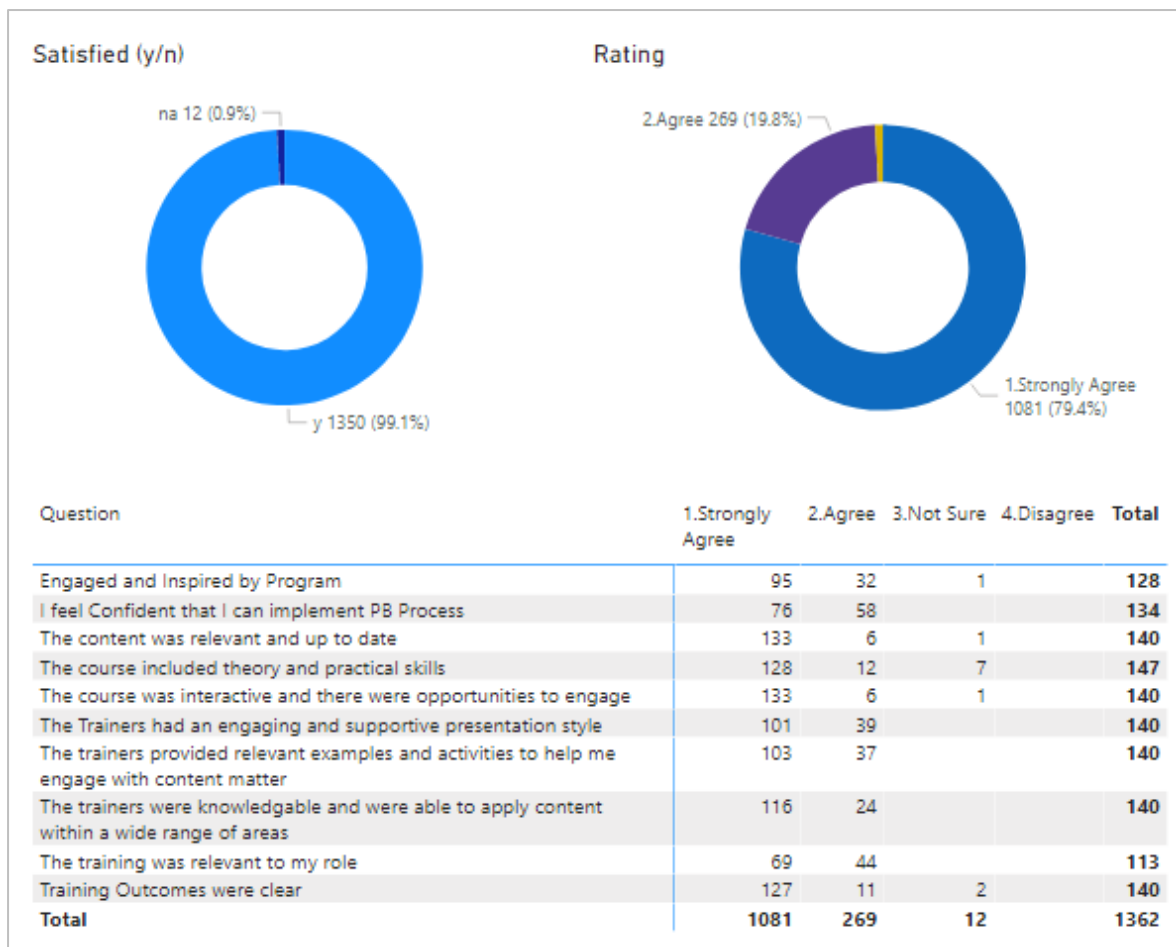 Satisfied (y/n)
Rating
na 12 (0.9%)
y 1350 (99.1%)
2.Agree 269 (19.8%)
1.Strongly Agree
1081 (79.4%)
Question 1.Strongly Agree 2.Agree 3.Not Sure 4.Disagree Total
Engaged and Inspired by Program 95 32 1 128
I feel Confident that I can implement PB Process 76 58 134
The content was relevant and up to date 133 6 1 140
The course included theory and practical skills 128 12 7 147
The course was interactive and there were opportunities to engage 133 6 1 140
The Trainers had an engaging and supportive presentation style 101 39 140
The trainers provided relevant examples and activities to help me 103 37 140
engage with content matter
The trainers were knowledgable and were able to apply content 116 24 140
within a wide range of areas
The training was relevant to my role 69 44 113
Training Outcomes were clear 127 11 2 140
Total 1081 269 12 1362